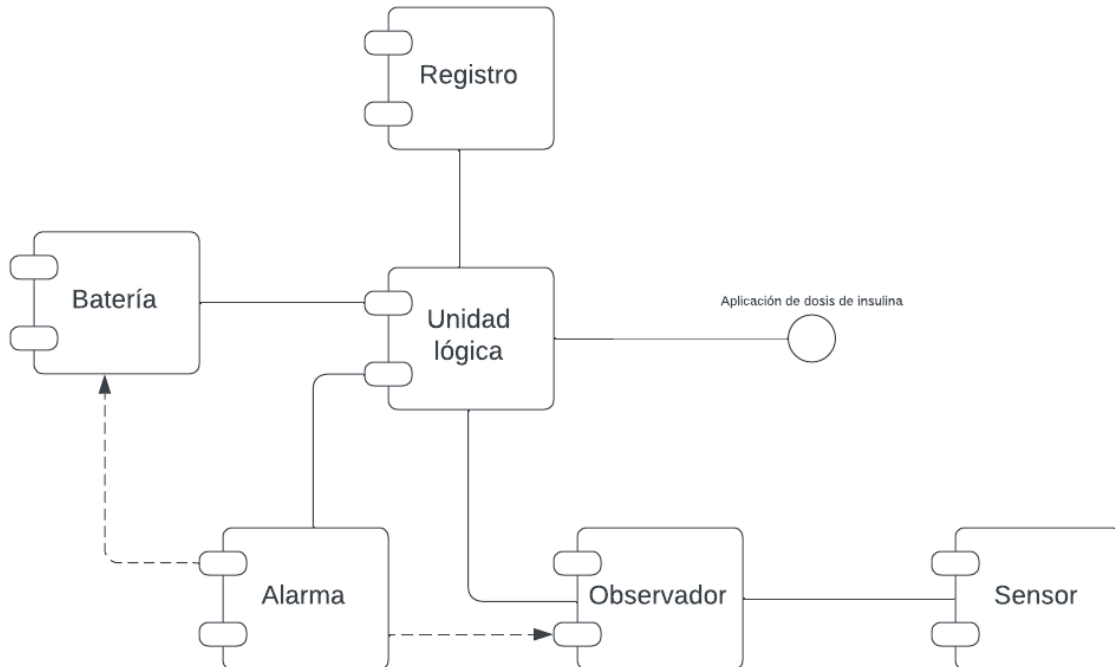 Registro
Batería
Unidad
lógica
Aplicación de dosis de insulina
Alarma
Observador
Sensor